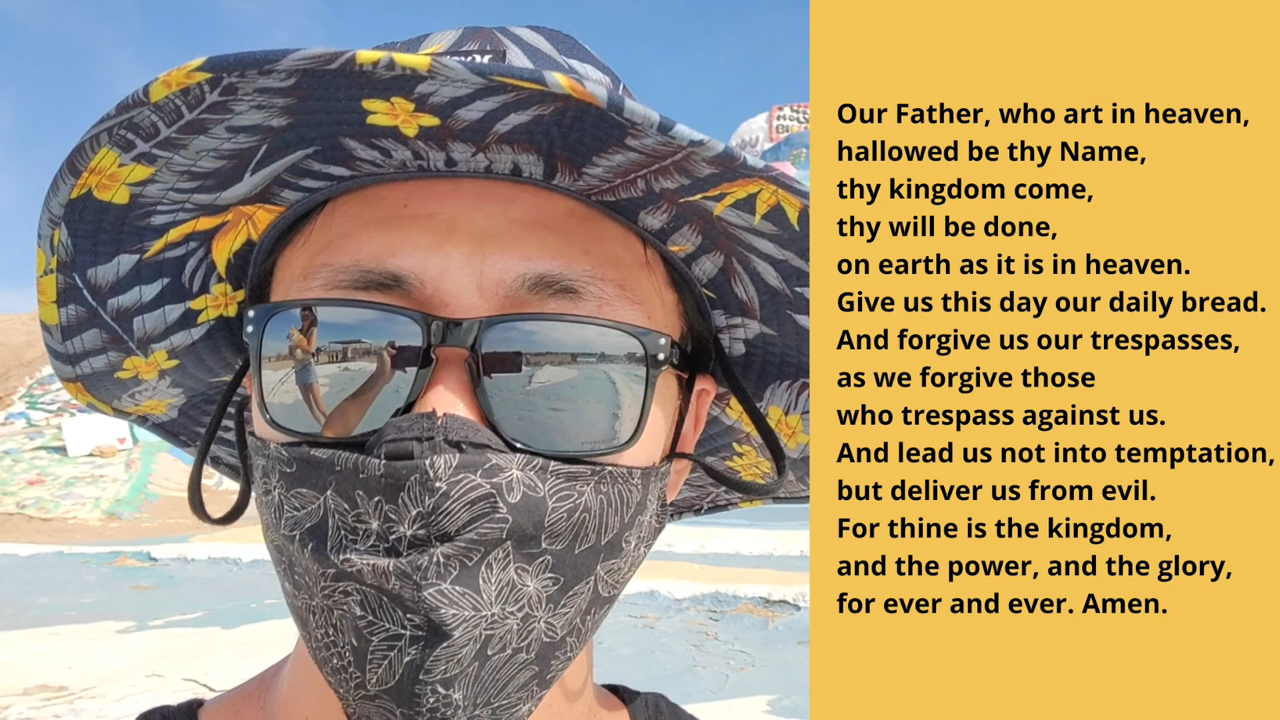 Our Father, who art in heaven,
hallowed be thy Name,
thy kingdom come,
thy will be done,
on earth as it is in heaven.
Give us this day our daily bread.
And forgive us our trespasses,
as we forgive those
who trespass against us.
And lead us not into temptation,
but deliver us from evil.
For thine is the kingdom,
and the power, and the glory,
for ever and ever. Amen.